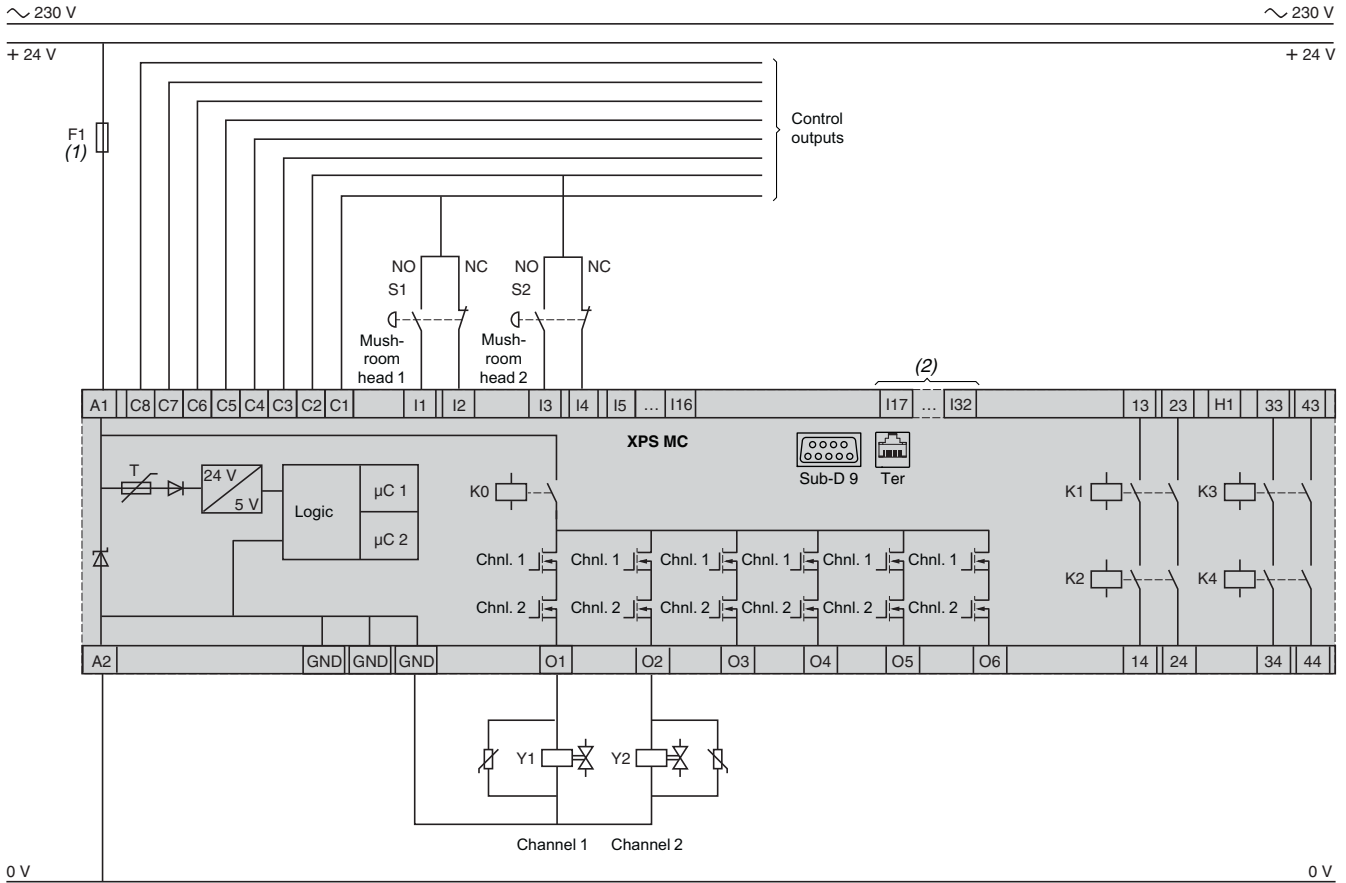 230 V
230 V
+ 24 V
+ 24 V
F1
(1)
Control
outputs
NO
NC
NO
NC
S1
S2
Mush-
room
head 1
Mush-
room
head 2
(2)
A1
C8
C7
C6
C5
C4
C3
C2
C1
I1
I2
I3
I4
I5
...
I16
I17
...
I32
13
23
H1
33
43
XPS MC
Sub-D 9
Ter
T
24 V
5 V
Logic
µC 1
µC 2
K0
K1
K3
Chnl. 1
Chnl. 1
Chnl. 1
Chnl. 1
Chnl. 1
Chnl. 1
K2
K4
Chnl. 2
Chnl. 2
Chnl. 2
Chnl. 2
Chnl. 2
Chnl. 2
A2
GND
GND
GND
O1
O2
O3
O4
O5
O6
14
24
34
44
Y1
Y2
Channel 1
Channel 2
0 V
0 V